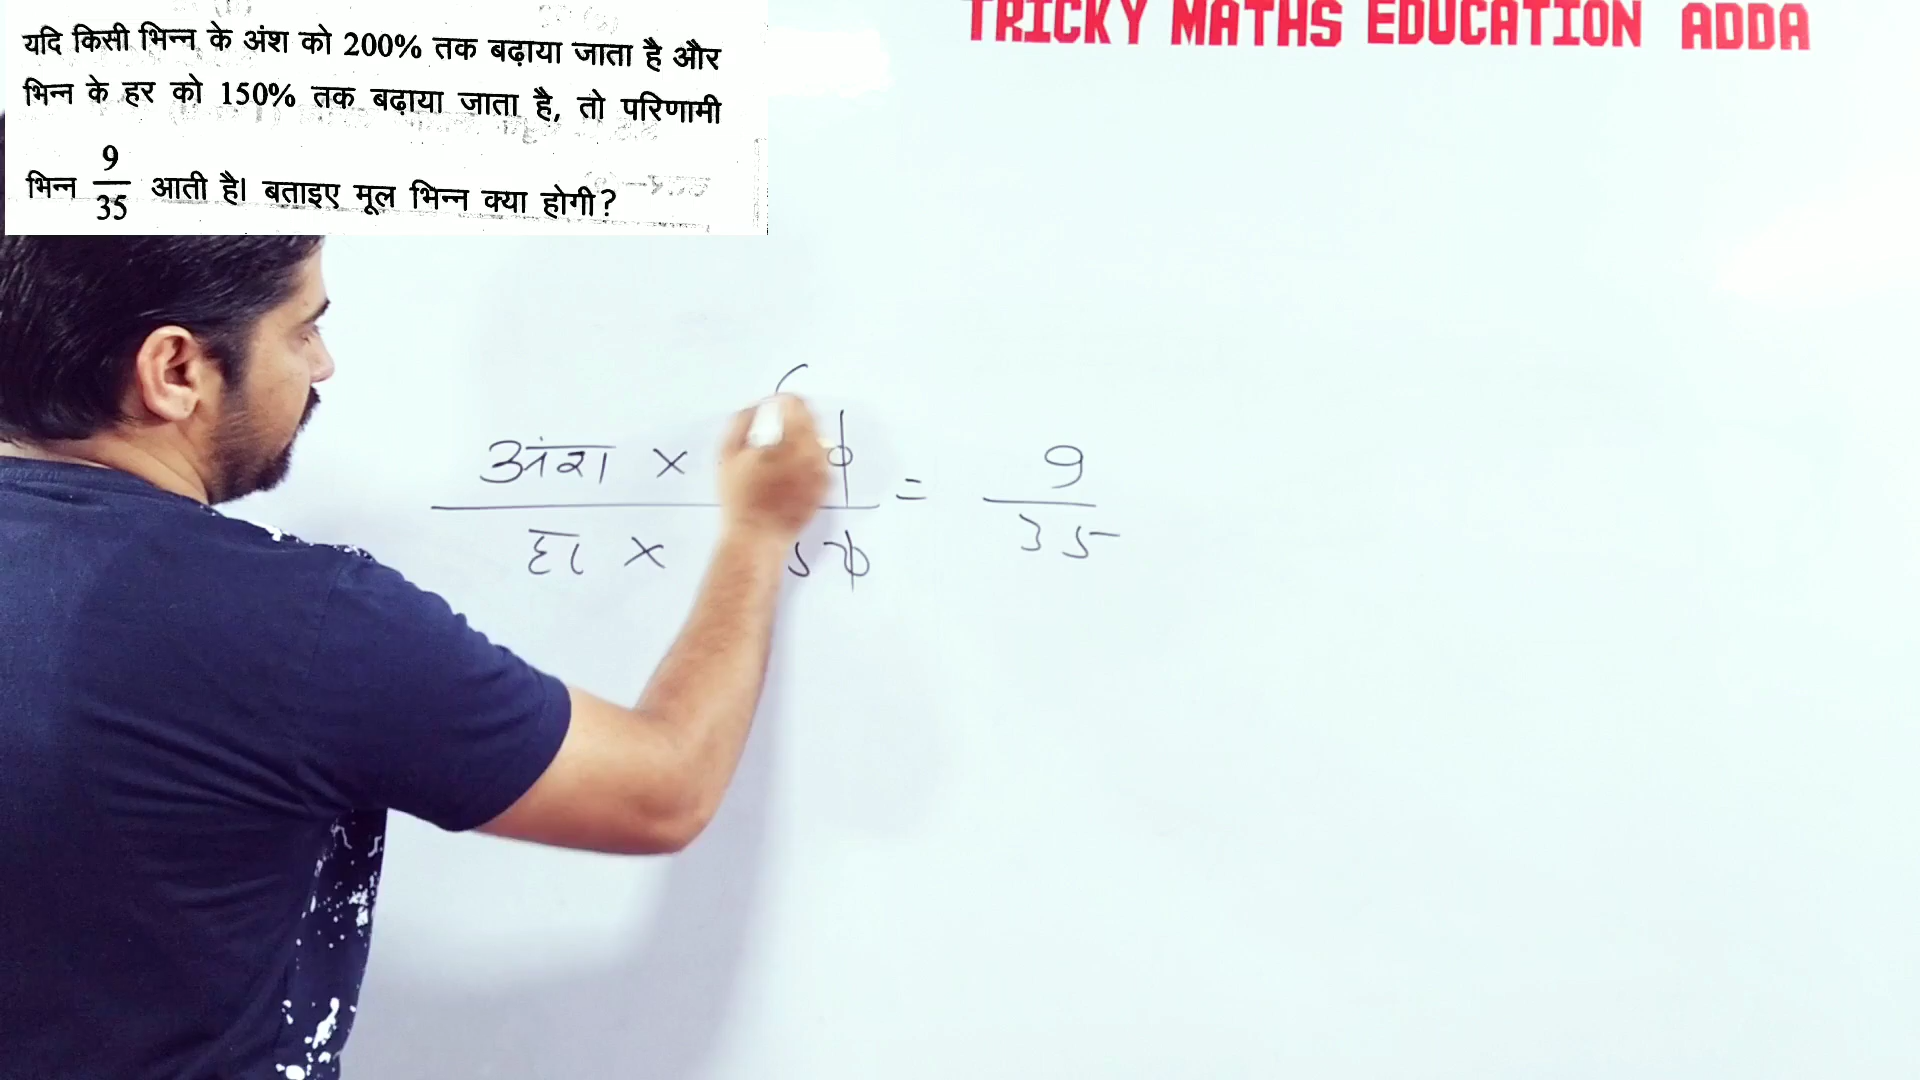 TRICKY MATHS EDUCATION ADDA
यदि किसी भिन्न के अंश को 200% तक बढ़ाया जाता है और
भिन्न के हर को 150% तक बढ़ाया जाता है, तो परिणामी
भिन्न 9/35 आती है। बताइए मूल भिन्न क्या होगी?
अंश × = 9
हर × 35